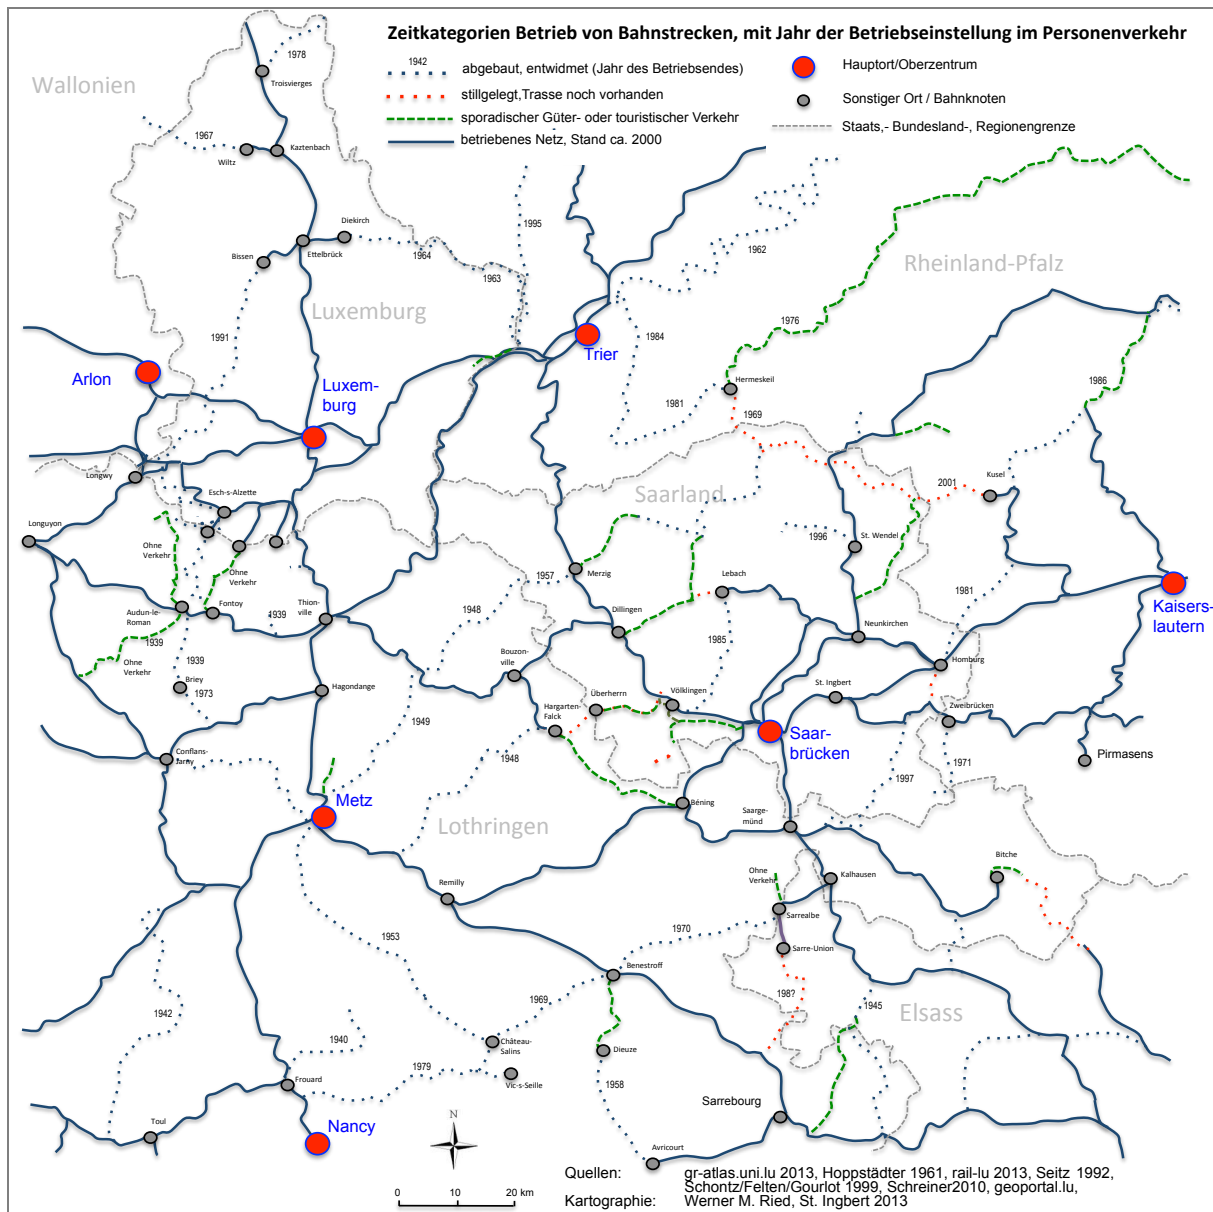 Zeitkategorien Betrieb von Bahnstrecken, mit Jahr der Betriebseinstellung im Personenverkehr
1942
abgebaut, entwidmet (Jahr des Betriebsendes)
stillgelegt,Trasse noch vorhanden
sporadischer Güter- oder touristischer Verkehr
betriebenes Netz, Stand ca. 2000
Hauptort/Oberzentrum
Sonstiger Ort / Bahnknoten
Staats,- Bundesland-, Regionengrenze
1978
Troisvierges
Wallonien
1967
Wiltz
Kaztenbach
Diekirch
Ettelbrück
Bissen
1964
1963
1995
1962
Rheinland-Pfalz
Luxemburg
1991
1984
1976
Trier
Arlon
Luxem-
burg
Hermeskeil
1981
1969
1986
Longwy
Esch-s-Alzette
Saarland
2001
Kusel
Longuyon
Ohne
Verkehr
Ohne
Verkehr
1996
St. Wendel
1957
Merzig
Lebach
1981
Kaisers-
lautern
Audun-le-
Roman
Fontoy
1939
Thion-
ville
1948
Dillingen
1985
Neunkirchen
1939
Ohne
Verkehr
1939
Briey
1973
Hagondange
Bouzon-
ville
Homburg
Hargarten-
Falck
Überherrn
Völklingen
St. Ingbert
Zweibrücken
1949
Saar-
brücken
Pirmasens
Conflans-
Jarny
1948
1997
1971
Metz
Lothringen
Béning
Saarge-
münd
Bitche
Ohne
Verkehr
Kalhausen
Remilly
Sarrealbe
1970
1953
Sarre-Union
Benestroff
198?
1945
Elsass
1969
1942
1940
Château-
Salins
Dieuze
1979
Vic-s-Seille
1958
Frouard
Sarrebourg
Toul
Nancy
N
Avricourt
0 10 20 km
Quellen: gr-atlas.uni.lu 2013, Hoppstädter 1961, rail-lu 2013, Seitz 1992,
Schontz/Felten/Gourlot 1999, Schreiner2010, geoportal.lu,
Kartographie: Werner M. Ried, St. Ingbert 2013